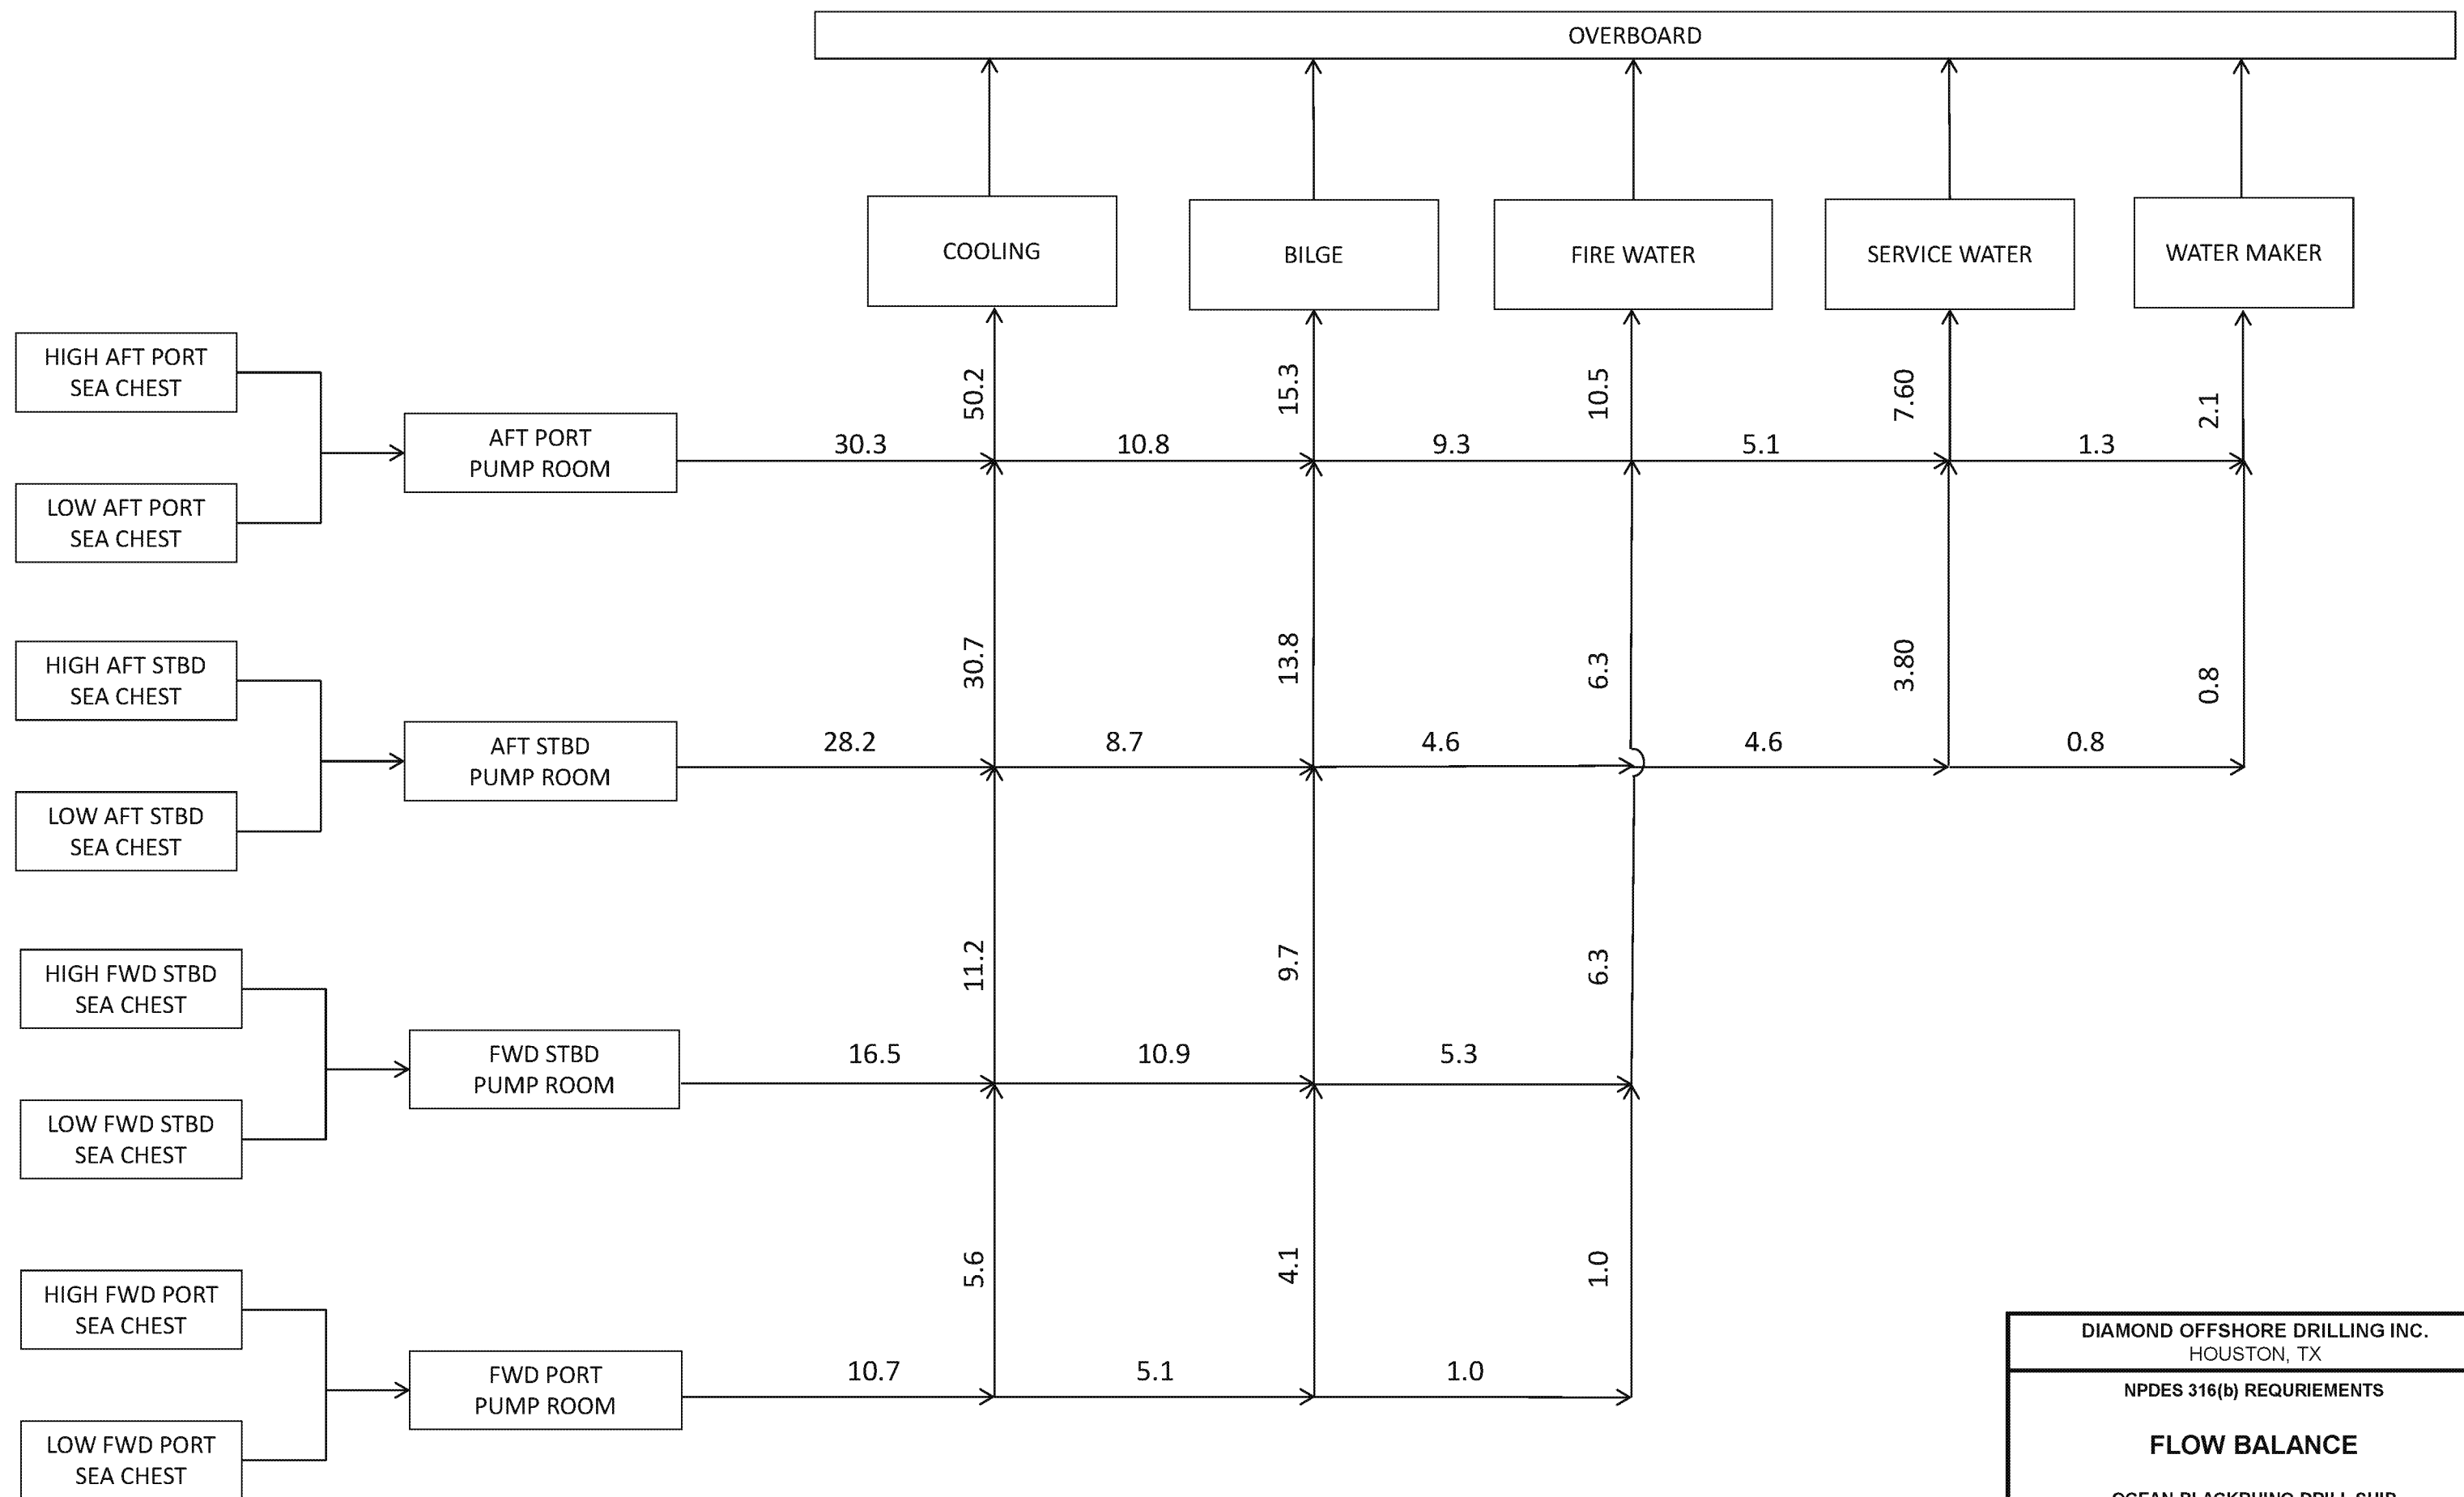 OVERBOARD
COOLING
BILGE
FIRE WATER
SERVICE WATER
WATER MAKER
HIGH AFT PORT
SEA CHEST
LOW AFT PORT
SEA CHEST
AFT PORT
PUMP ROOM
50.2
15.3
10.5
7.60
2.1
30.3
10.8
9.3
5.1
1.3
30.7
13.8
6.3
3.80
0.8
HIGH AFT STBD
SEA CHEST
LOW AFT STBD
SEA CHEST
AFT STBD
PUMP ROOM
28.2
8.7
4.6
4.6
0.8
11.2
9.7
6.3
HIGH FWD STBD
SEA CHEST
LOW FWD STBD
SEA CHEST
FWD STBD
PUMP ROOM
16.5
10.9
5.3
5.6
4.1
1.0
HIGH FWD PORT
SEA CHEST
LOW FWD PORT
SEA CHEST
FWD PORT
PUMP ROOM
10.7
5.1
1.0
DIAMOND OFFSHORE DRILLING INC.
HOUSTON, TX
NPDES 316(b) REQURIEMENTS
FLOW BALANCE
OCEAN BLACKRHINO DRILL SHIP